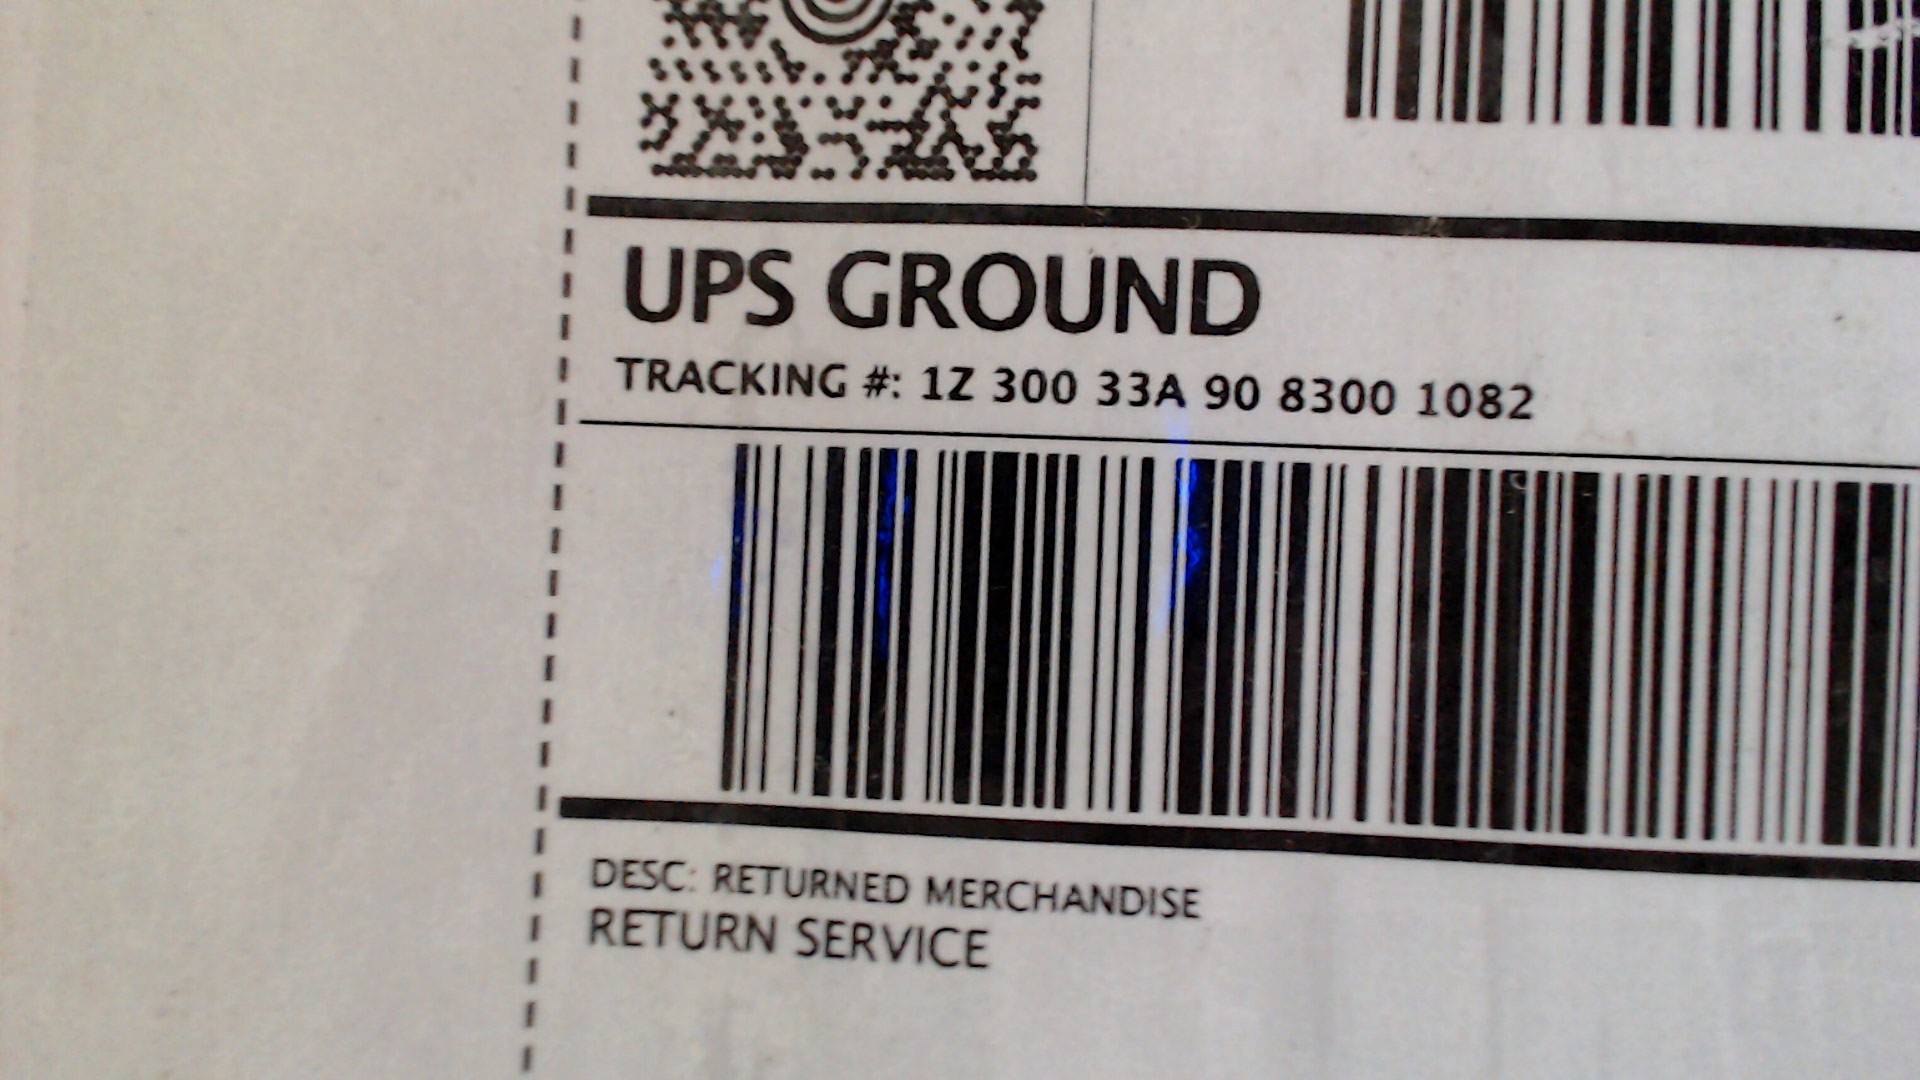 UPS GROUND
TRACKING #: 1Z 300 33A 90 8300 1082
DESC: RETURNED MERCHANDISE
RETURN SERVICE